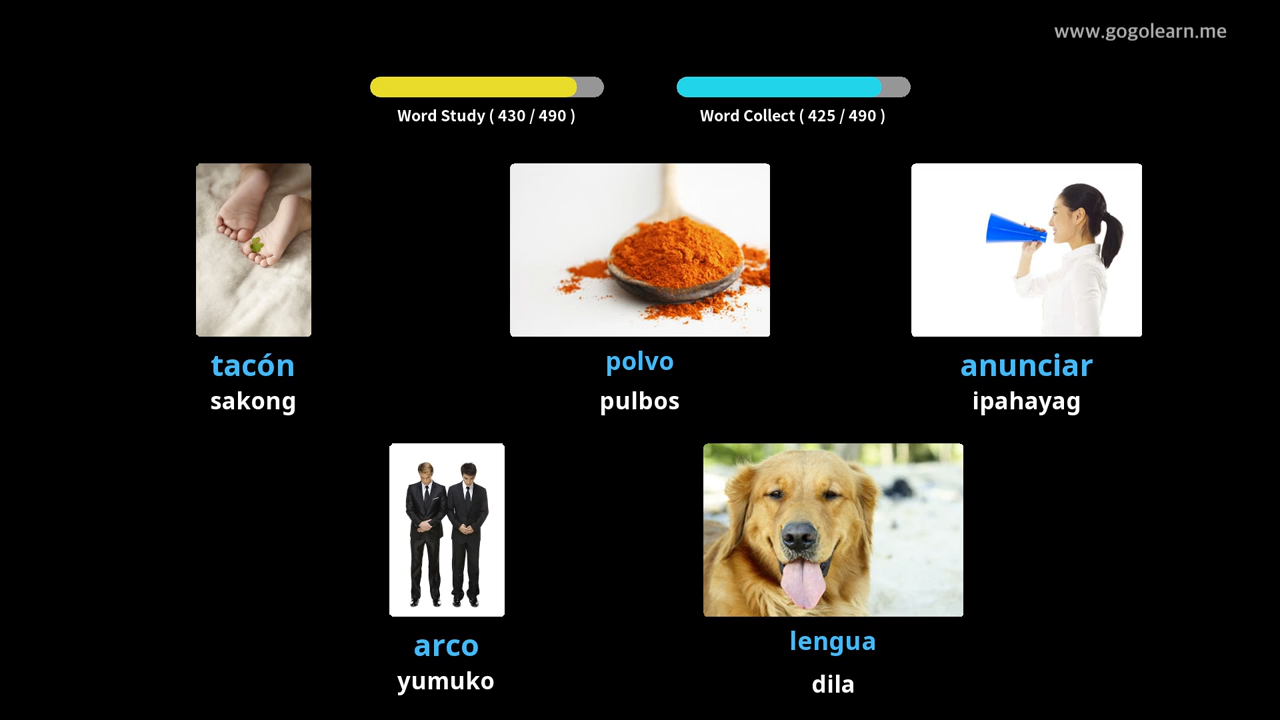 www.gogolearn.me
Word Study ( 430 / 490 )
Word Collect ( 425 / 490 )
tacón
sakong
polvo
pulbos
anunciar
ipahayag
arco
yumuko
lengua
dila